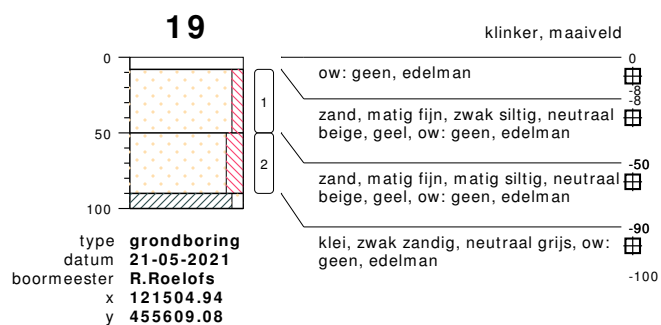 19
klinker, maaiveld
0
0
ow: geen, edelman
-8
-8
1
zand, matig fijn, zwak siltig, neutraal
beige, geel, ow: geen, edelman
50
-50
2
zand, matig fijn, matig siltig, neutraal
beige, geel, ow: geen, edelman
100
-90
klei, zwak zandig, neutraal grijs, ow:
geen, edelman
-100
type grondboring
datum 21-05-2021
boormeester R.Roelofs
x 121504.94
y 455609.08